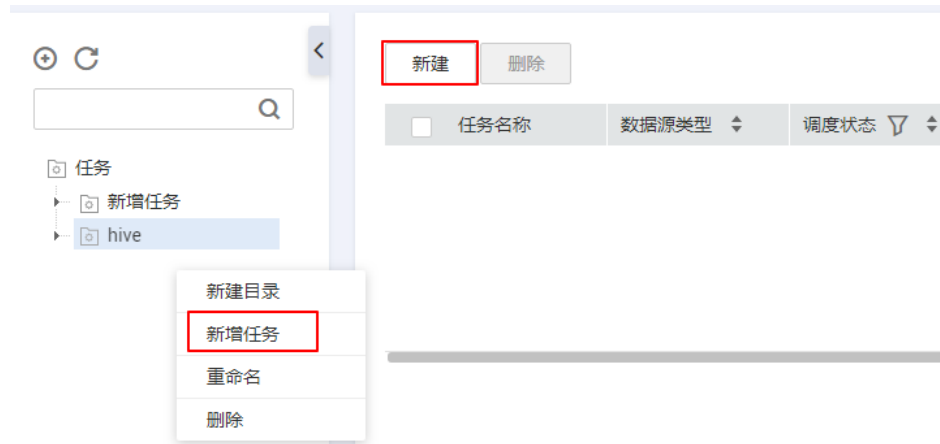 新建 删除
任务名称 数据源类型 调度状态
任务
新增任务
hive
新建目录
新增任务
重命名
删除